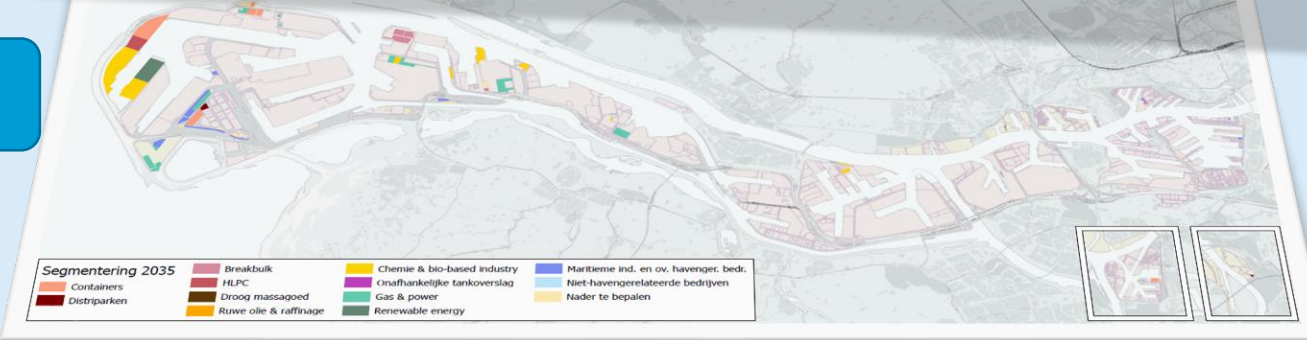 Segmentering 2035
Containers
Distriparken
Breakbulk
HLPC
Droog massagoed
Ruwe olie & raffinage
Chemie & bio-based industry
Onafhankelijke tankoverslag
Gas & power
Renewable energy
Maritieme ind. en ov. havenger. bedr.
Niet-havengerelateerde bedrijven
Nader te bepalen